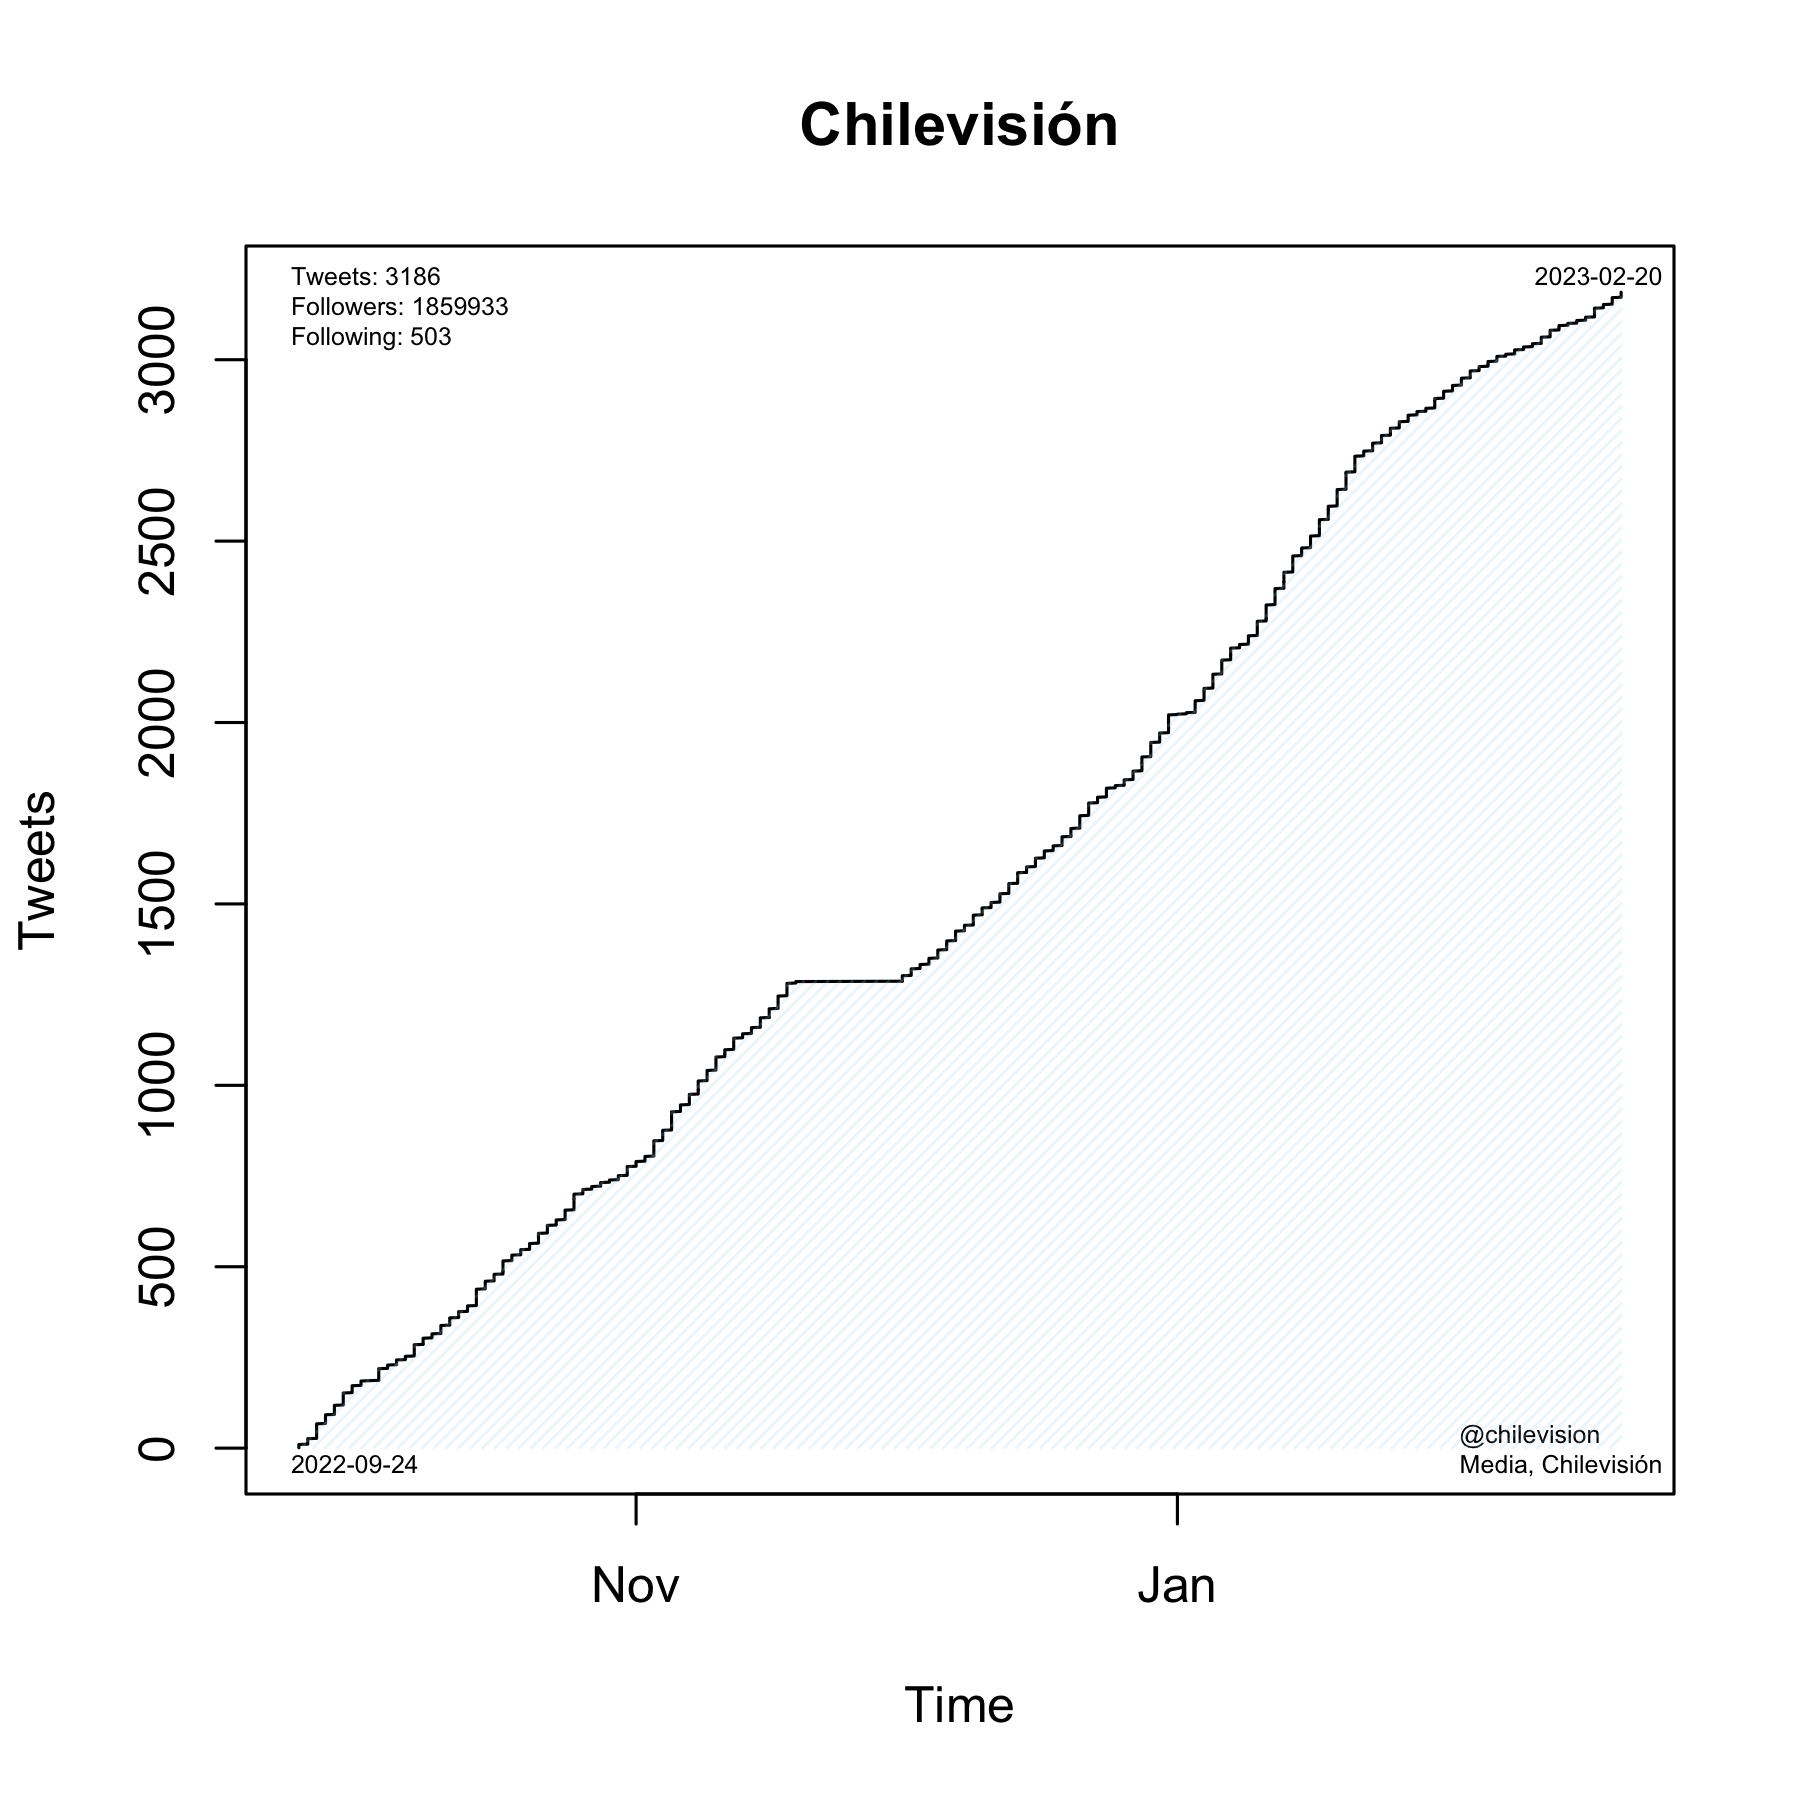 Chilevisión
Tweets: 3186
Followers: 1859933
Following: 503
2023-02-20
3000
2500
2000
1500
1000
500
0
Tweets
2022-09-24
@chilevision
Media, Chilevisión
Nov
Jan
Time